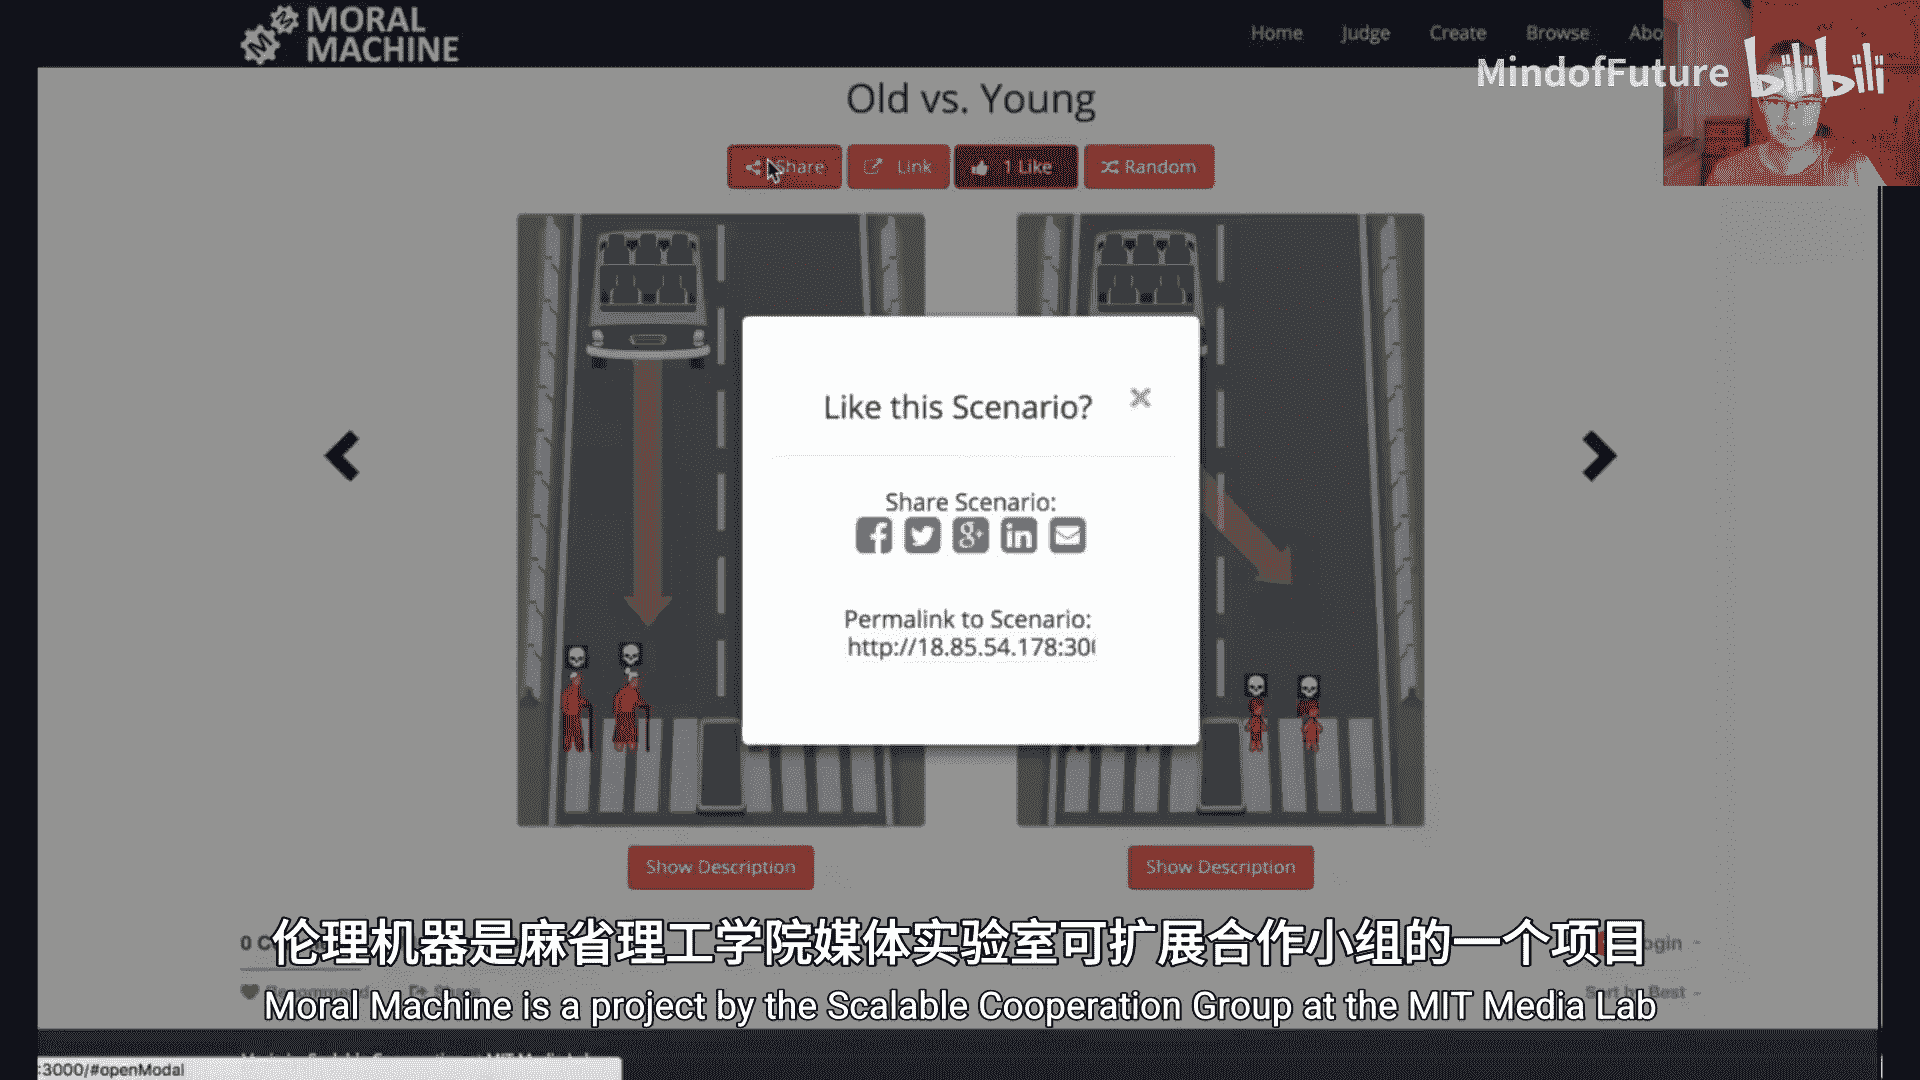 MORAL
MACHINE
Home Judge Create Browse Abo
MindofFuture bilibili
Old vs. Young
Share Link 1 Like Random
Like this Scenario?
Share Scenario:
Permalink to Scenario:
http://18.85.54.178:30
Show Description Show Description
伦理机器是麻省理工学院媒体实验室可扩展合作小组的一个项目
Moral Machine is a project by the Scalable Cooperation Group at the MIT Media Lab
:3000/#openModal